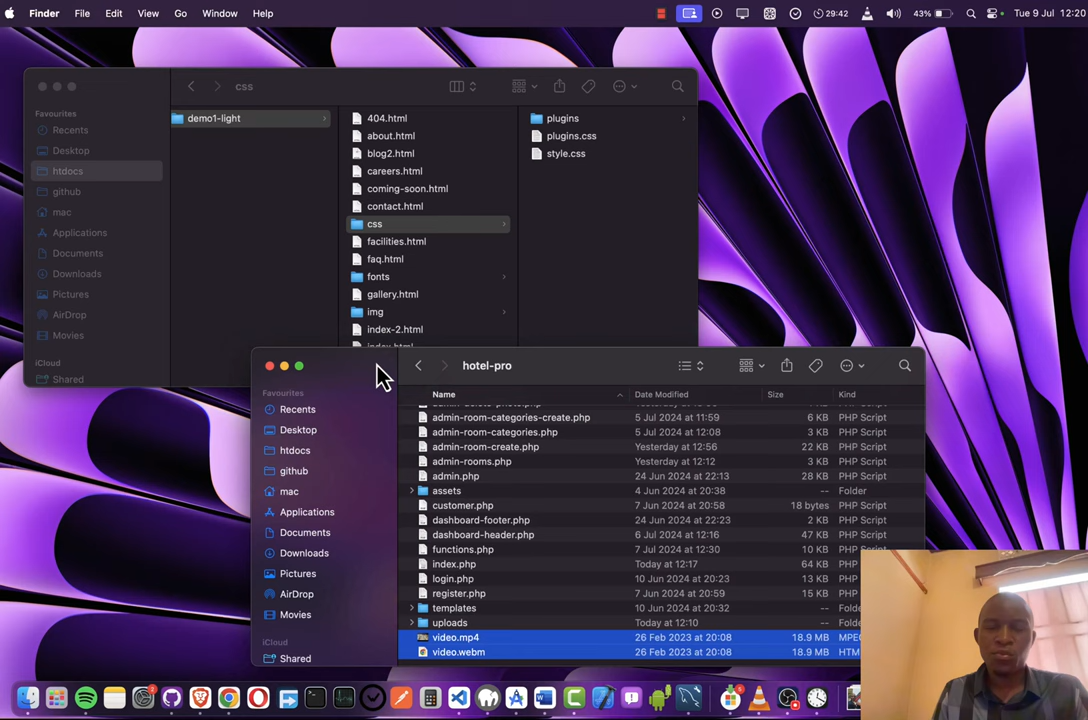 Finder File Edit View Go Window Help 29:42 43% Tue 9 Jul 12:20
css
Favourites
Recents
Desktop
htdocs
github
mac
Applications
Documents
Downloads
Pictures
AirDrop
Movies
iCloud
Shared
demo1-light
404.html
about.html
blog2.html
careers.html
coming-soon.html
contact.html
css
facilities.html
faq.html
fonts
gallery.html
img
index-2.html
index.html
plugins
plugins.css
style.css
hotel-pro
Favourites
Recents
Desktop
htdocs
github
mac
Applications
Documents
Downloads
Pictures
AirDrop
Movies
iCloud
Shared
Name Date Modified Size Kind
admin-room-categories-create.php 5 Jul 2024 at 11:59 6 KB PHP Script
admin-room-categories.php 5 Jul 2024 at 12:08 3 KB PHP Script
admin-room-create.php Yesterday at 12:56 22 KB PHP Script
admin-rooms.php Yesterday at 12:12 3 KB PHP Script
admin.php 24 Jun 2024 at 22:13 28 KB PHP Script
assets 4 Jun 2024 at 20:38 -- Folder
customer.php 7 Jun 2024 at 20:58 18 bytes PHP Script
dashboard-footer.php 24 Jun 2024 at 22:23 2 KB PHP Script
dashboard-header.php 6 Jul 2024 at 12:16 47 KB PHP Script
functions.php 7 Jul 2024 at 12:30 10 KB PHP Script
index.php Today at 12:17 64 KB PHP
login.php 10 Jun 2024 at 20:23 13 KB PHP
register.php 7 Jun 2024 at 20:59 15 KB PHP
templates 10 Jun 2024 at 20:32 -- Folde
uploads Today at 12:10 -- Folde
video.mp4 26 Feb 2023 at 20:08 18.9 MB MPE
video.webm 26 Feb 2023 at 20:08 18.9 MB HTM